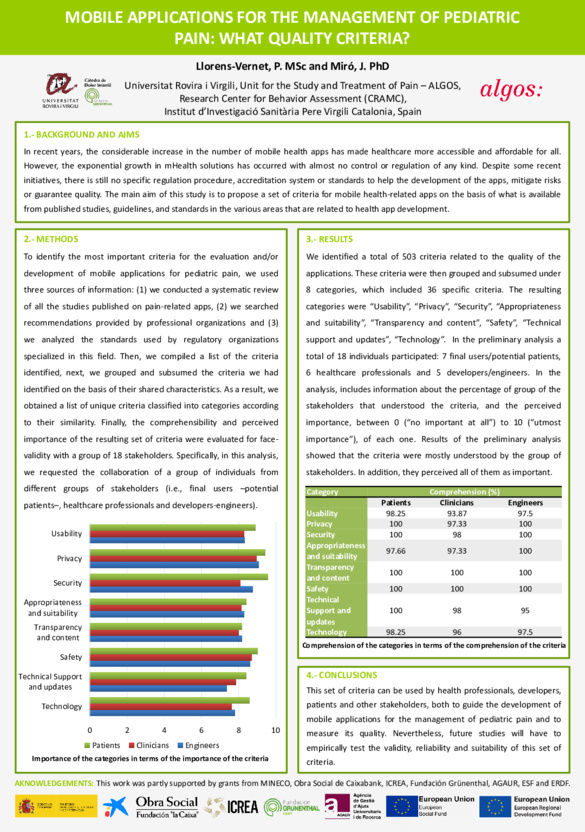 MOBILE APPLICATIONS FOR THE MANAGEMENT OF PEDIATRIC
PAIN: WHAT QUALITY CRITERIA?
Llorens-Vernet, P. MSc and Miró, J. PhD
UNIVERSITAT
ROVIRA i VIRGILI
Càtedra de
Dolor Infantil
Universitat Rovira i Virgili, Unit for the Study and Treatment of Pain – ALGOS,
Research Center for Behavior Assessment (CRAMC),
Institut d'Investigació Sanitària Pere Virgili Catalonia, Spain
algos:
1.- BACKGROUND AND AIMS
In recent years, the considerable increase in the number of mobile health apps has made healthcare more accessible and affordable for all.
However, the exponential growth in mHealth solutions has occurred with almost no control or regulation of any kind. Despite some recent
initiatives, there is still no specific regulation procedure, accreditation system or standards to help the development of the apps, mitigate risks
or guarantee quality. The main aim of this study is to propose a set of criteria for mobile health-related apps on the basis of what is available
from published studies, guidelines, and standards in the various areas that are related to health app development.
2.- METHODS
To identify the most important criteria for the evaluation and/or
development of mobile applications for pediatric pain, we used
three sources of information: (1) we conducted a systematic review
of all the studies published on pain-related apps, (2) we searched
recommendations provided by professional organizations and (3)
we analyzed the standards used by regulatory organizations
specialized in this field. Then, we compiled a list of the criteria
identified, next, we grouped and subsumed the criteria we had
identified on the basis of their shared characteristics. As a result, we
obtained a list of unique criteria classified into categories according
to their similarity. Finally, the comprehensibility and perceived
importance of the resulting set of criteria were evaluated for face-
validity with a group of 18 stakeholders. Specifically, in this analysis,
we requested the collaboration of a group of individuals from
different groups of stakeholders (i.e., final users –potential
patients–, healthcare professionals and developers-engineers).
Usability
Privacy
Security
Appropriateness
and suitability
Transparency
and content
Safety
Technical Support
and updates
Technology
0 2 4 6 8 10
Patients Clinicians Engineers
Importance of the categories in terms of the importance of the criteria
3.- RESULTS
We identified a total of 503 criteria related to the quality of the
applications. These criteria were then grouped and subsumed under
8 categories, which included 36 specific criteria. The resulting
categories were “Usability”, “Privacy”, “Security”, “Appropriateness
and suitability”, “Transparency and content”, “Safety”, “Technical
support and updates”, “Technology”. In the preliminary analysis a
total of 18 individuals participated: 7 final users/potential patients,
6 healthcare professionals and 5 developers/engineers. In the
analysis, includes information about the percentage of group of the
stakeholders that understood the criteria, and the perceived
importance, between 0 (“no important at all”) to 10 (“utmost
importance”), of each one. Results of the preliminary analysis
showed that the criteria were mostly understood by the group of
stakeholders. In addition, they perceived all of them as important.
Category Comprehension (%)
Patients Clinicians Engineers
Usability 98.25 93.87 97.5
Privacy 100 97.33 100
Security 100 98 100
Appropriateness
and suitability 97.66 97.33 100
Transparency
and content 100 100 100
Safety 100 100 100
Technical
Support and 100 98 95
updates
Technology 98.25 96 97.5
Comprehension of the categories in terms of the comprehension of the criteria
4.- CONCLUSIONS
This set of criteria can be used by health professionals, developers,
patients and other stakeholders, both to guide the development of
mobile applications for the management of pediatric pain and to
measure its quality. Nevertheless, future studies will have to
empirically test the validity, reliability and suitability of this set of
criteria.
AKNOWLEDGEMENTS: This work was partly supported by grants from MINECO, Obra Social de Caixabank, ICREA, Fundación Grünenthal, AGAUR, ESF and ERDF.
Obra Social
Fundación "la Caixa"
ICREA
Fundación
GRÜNENTHAL
AGAUR
Agència
de Gestió
d'Ajuts
Universitaris
i de Recerca
European Union
European
Social Fund
European Union
European Regional
Development Fund